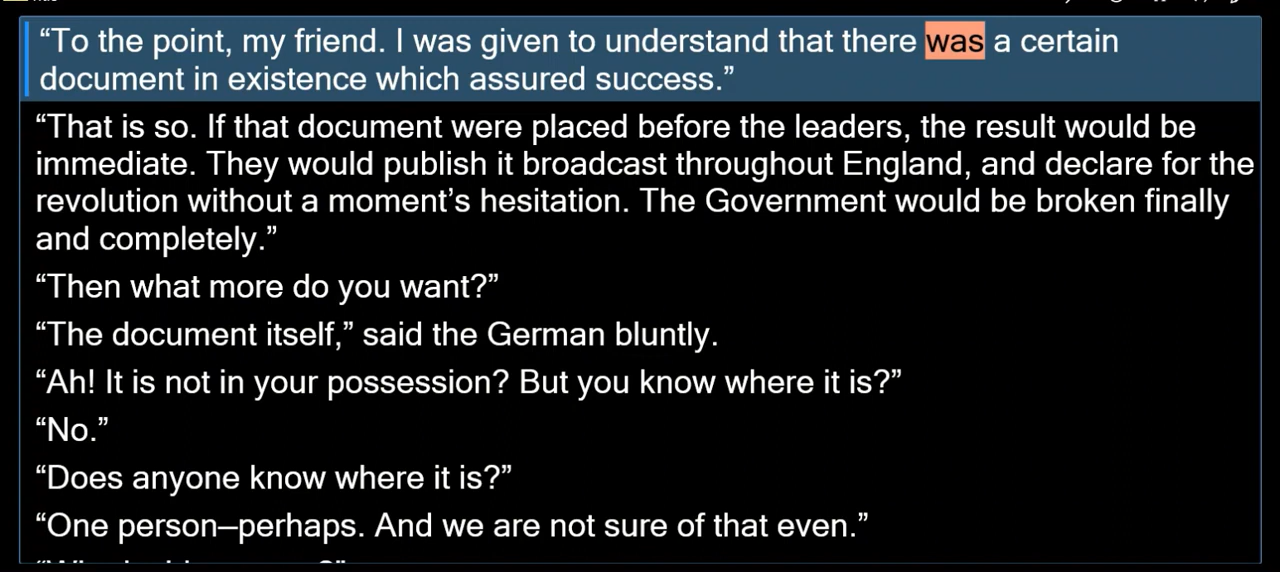 “To the point, my friend. I was given to understand that there was a certain
document in existence which assured success.”
“That is so. If that document were placed before the leaders, the result would be
immediate. They would publish it broadcast throughout England, and declare for the
revolution without a moment’s hesitation. The Government would be broken finally
and completely.”
“Then what more do you want?”
“The document itself,” said the German bluntly.
“Ah! It is not in your possession? But you know where it is?”
“No.”
“Does anyone know where it is?”
“One person—perhaps. And we are not sure of that even.”